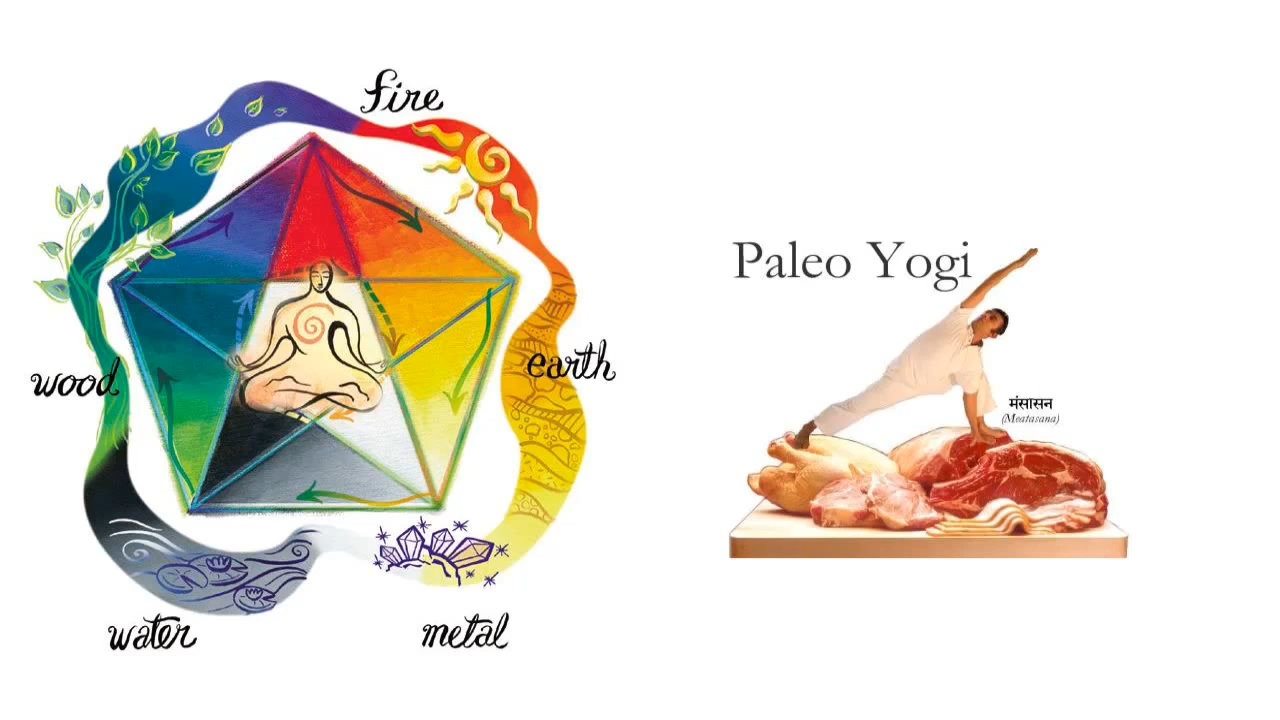 fire
wood
earth
water
metal
Paleo Yogi
मंसासन
(Meatasana)